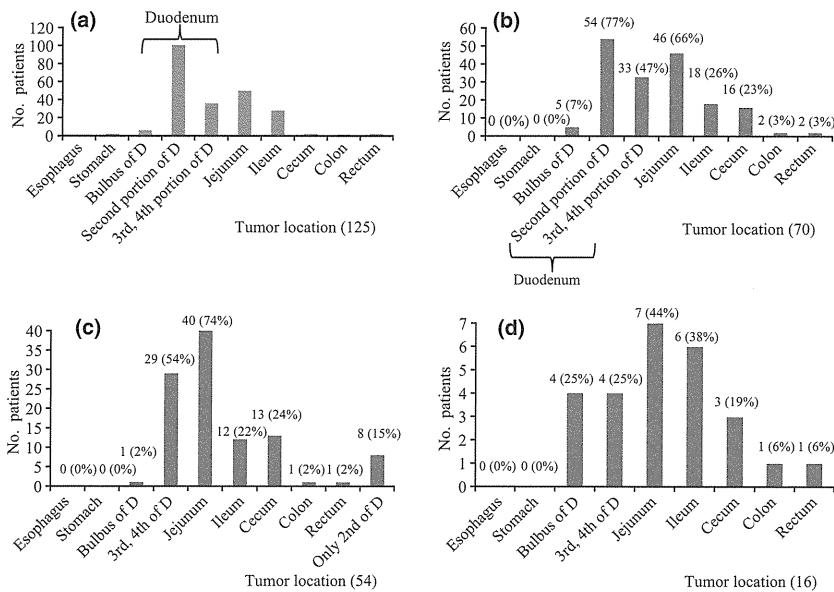 (a)
Duodenum
No. patients
120
100
80
60
40
20
0
Esophagus
Stomach
Bulbus of D
Second portion of D
3rd, 4th portion of D
Jejunum
Ileum
Cecum
Colon
Rectum
Tumor location (125)
(b)
No. patients
60
50
40
30
20
10
0
0 (0%)
0 (0%)
5 (7%)
54 (77%)
33 (47%)
46 (66%)
18 (26%)
16 (23%)
2 (3%)
2 (3%)
Esophagus
Stomach
Bulbus of D
Second portion of D
3rd, 4th portion of D
Jejunum
Ileum
Cecum
Colon
Rectum
Tumor location (70)
Duodenum
(c)
No. patients
40
35
30
25
20
15
10
5
0
0 (0%)
0 (0%)
1 (2%)
29 (54%)
40 (74%)
12 (22%)
13 (24%)
1 (2%)
1 (2%)
8 (15%)
Esophagus
Stomach
Bulbus of D
3rd, 4th of D
Jejunum
Ileum
Cecum
Colon
Rectum
Only 2nd of D
Tumor location (54)
(d)
No. patients
7
6
5
4
3
2
1
0
0 (0%)
0 (0%)
4 (25%)
4 (25%)
7 (44%)
6 (38%)
3 (19%)
1 (6%)
1 (6%)
Esophagus
Stomach
Bulbus of D
3rd, 4th of D
Jejunum
Ileum
Cecum
Colon
Rectum
Tumor location (16)